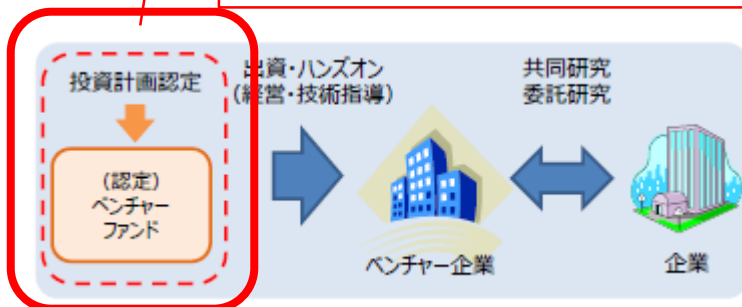 投資計画認定
(認定)
ベンチャー
ファンド
出資・ハンズオン
(経営・技術指導)
ベンチャー企業
共同研究
委託研究
企業